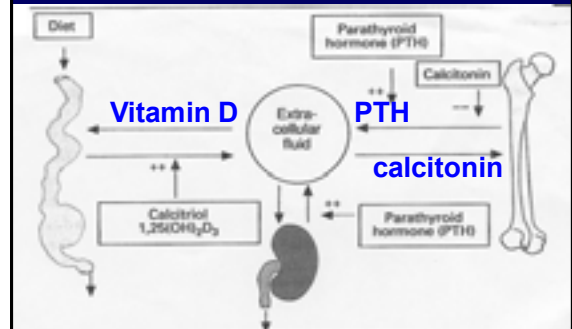 Diet
Parathyroid
hormone (PTH)
++
Calcitonin
--
Vitamin D
Extra-
cellular
fluid
PTH
calcitonin
++
Calcitriol
1,25(OH)₂D₃
++
Parathyroid
hormone (PTH)